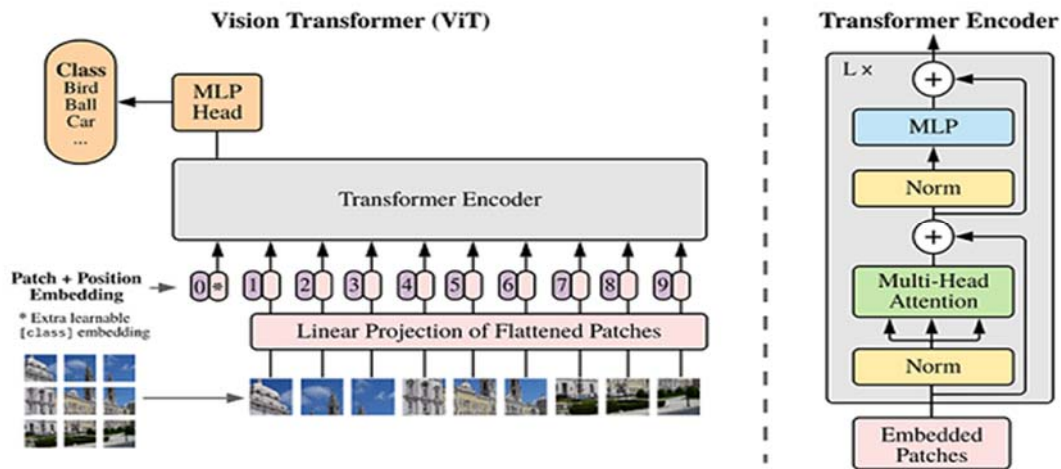 Vision Transformer (ViT)
Class
Bird
Ball
Car
...
MLP
Head
Transformer Encoder
Patch + Position
Embedding
* Extra learnable
[class] embedding
0 * 1 2 3 4 5 6 7 8 9
Linear Projection of Flattened Patches
Transformer Encoder
L ×
+
MLP
Norm
+
Multi-Head
Attention
Norm
Embedded
Patches